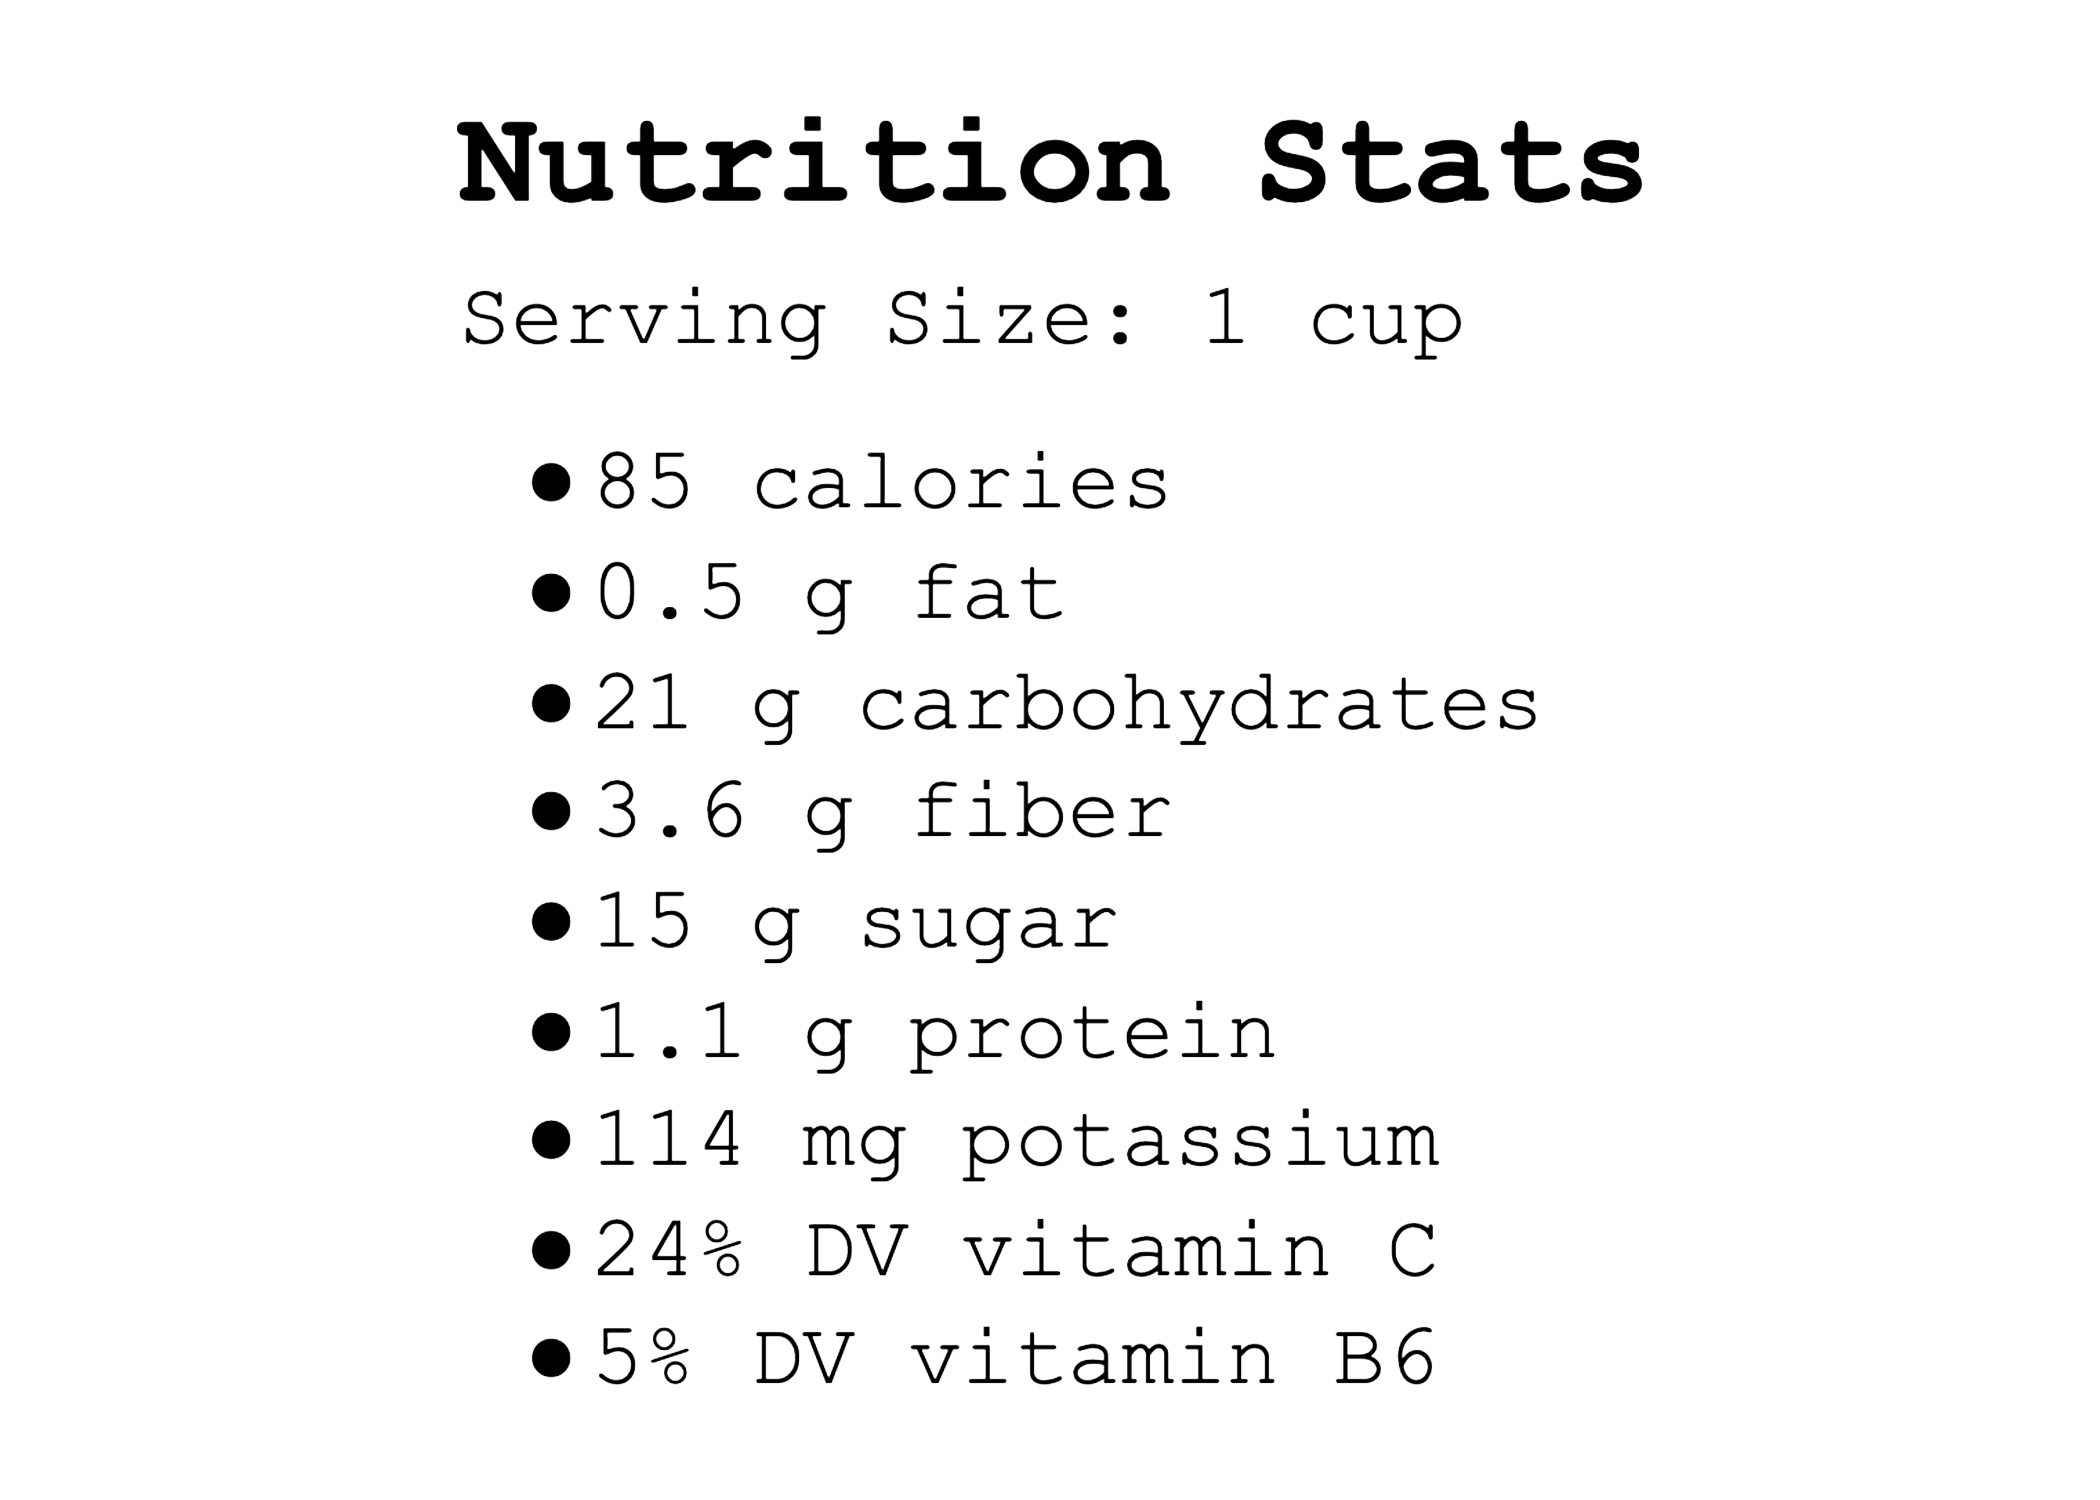 Nutrition Stats
Serving Size: 1 cup
● 85 calories
● 0.5 g fat
● 21 g carbohydrates
● 3.6 g fiber
● 15 g sugar
● 1.1 g protein
● 114 mg potassium
● 24% DV vitamin C
● 5% DV vitamin B6